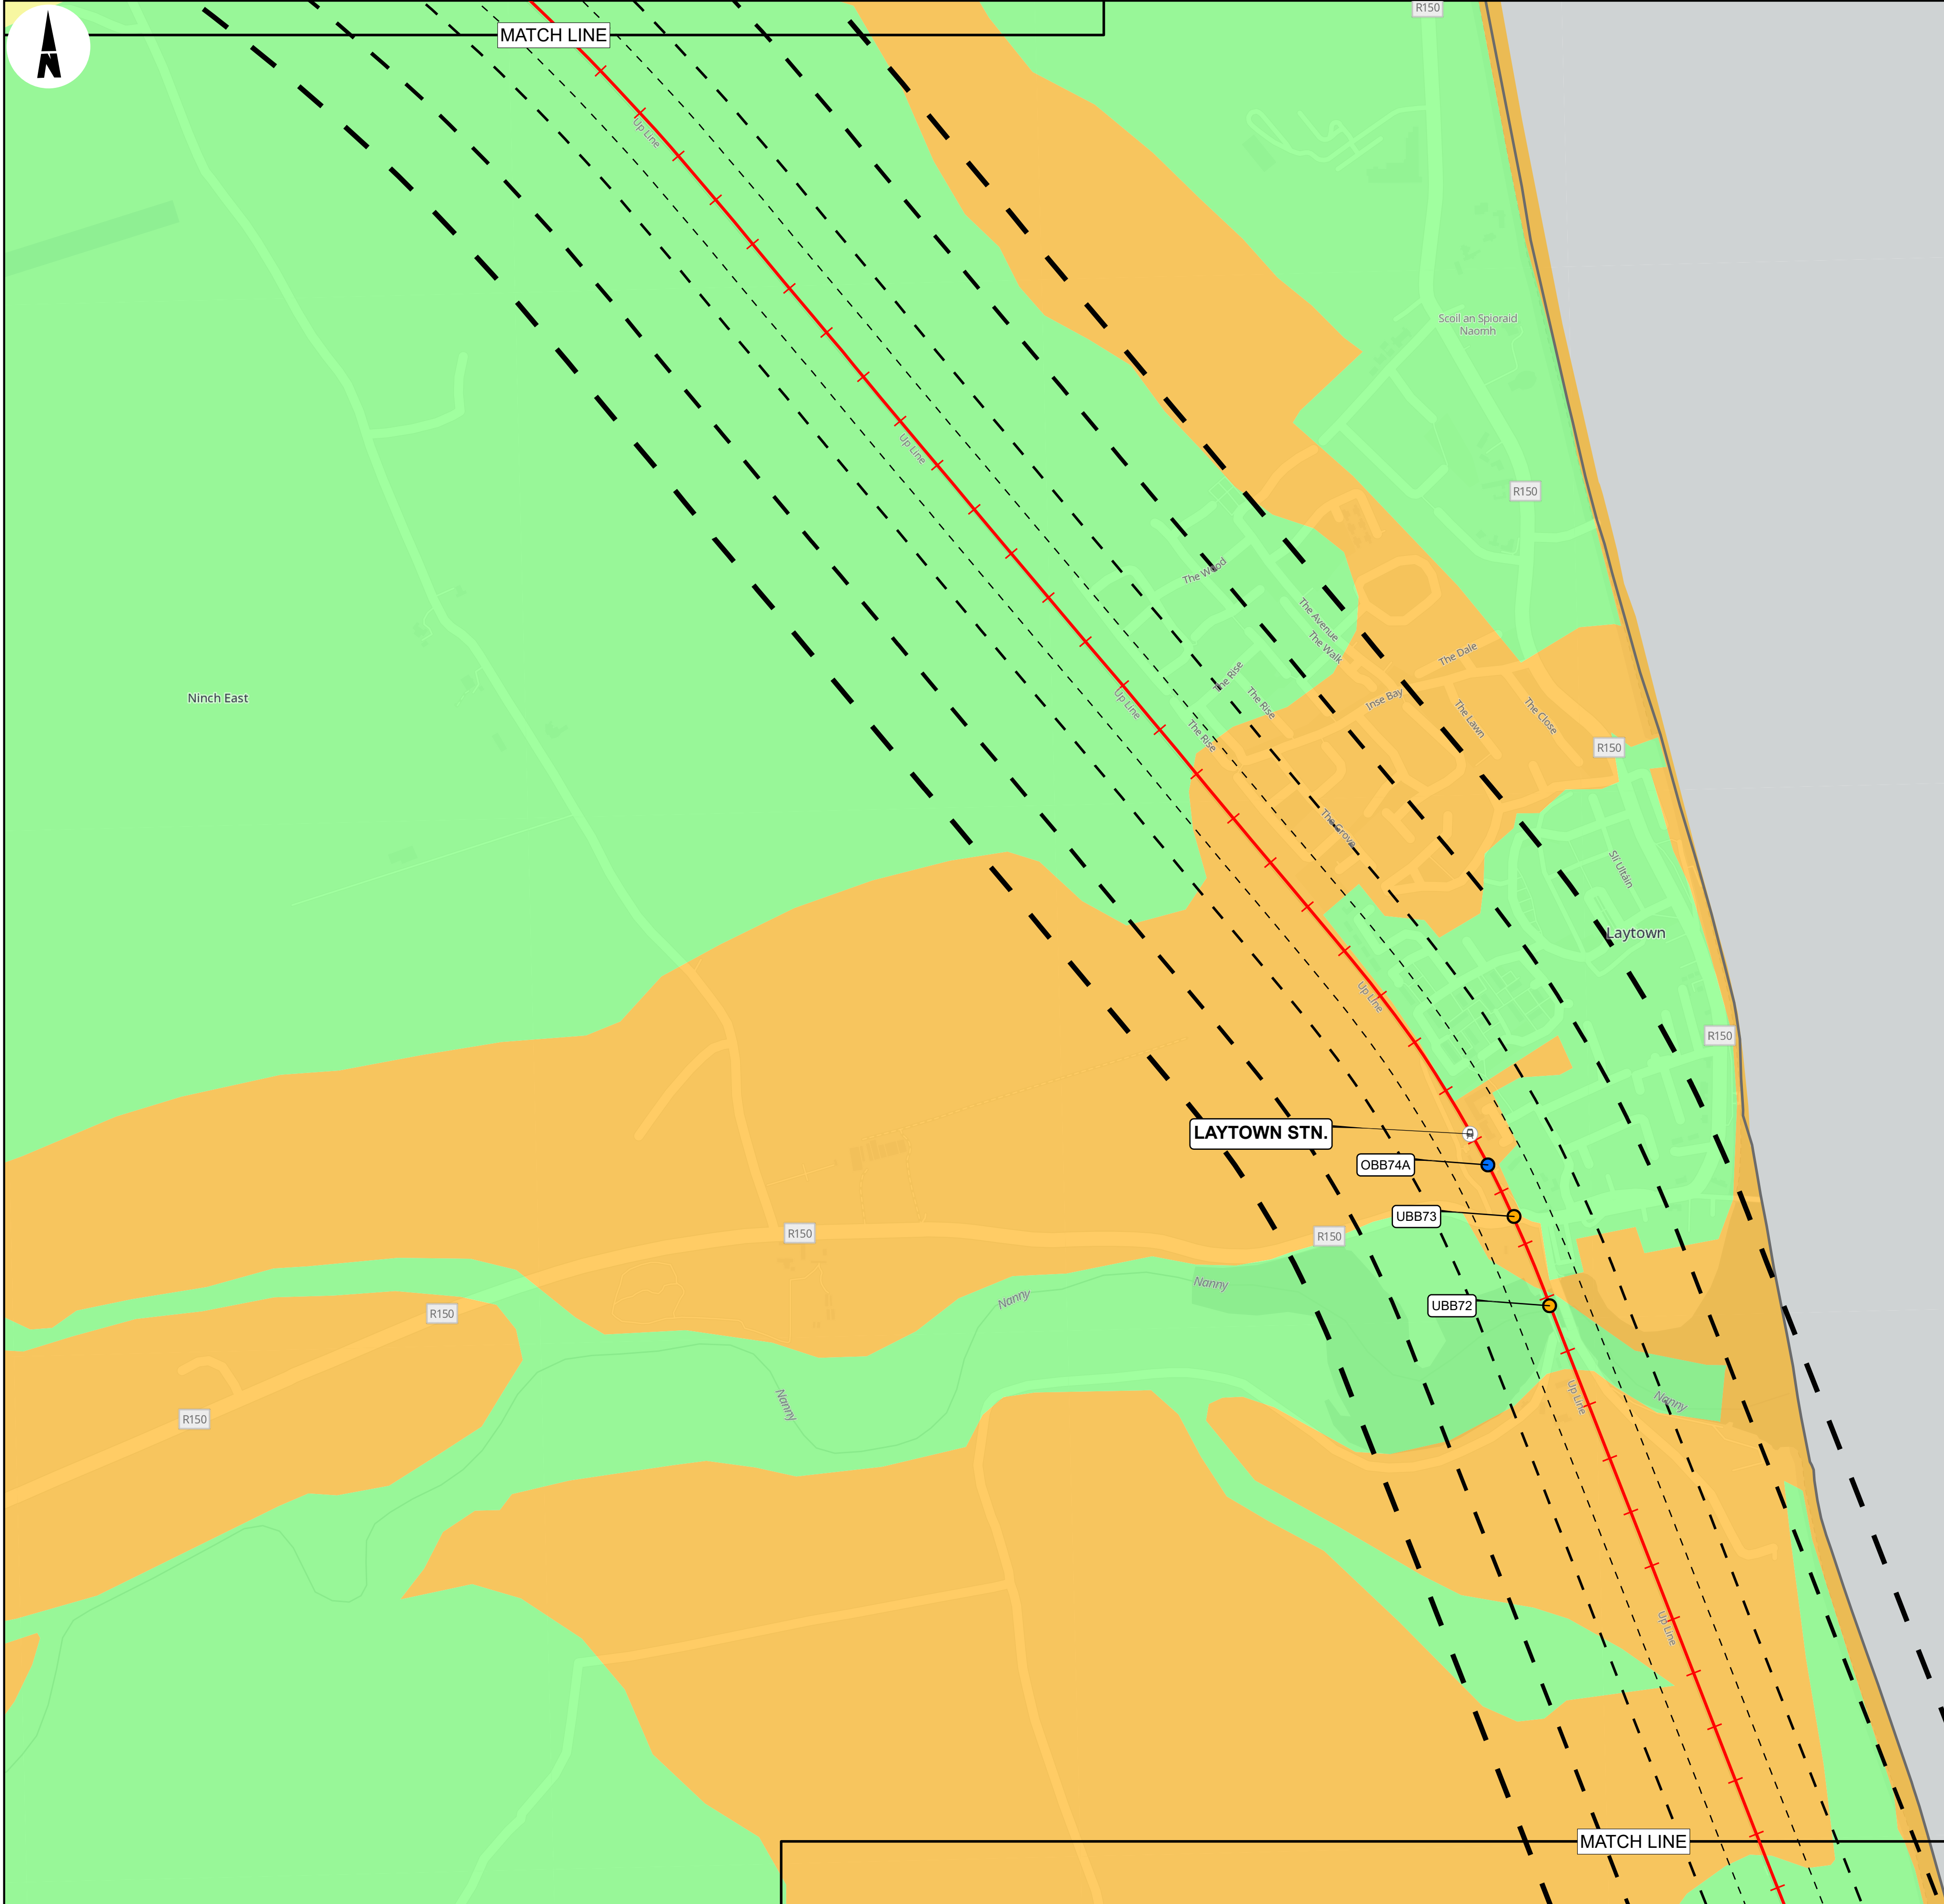 R150
MATCH LINE
N
Up Line
Scoil an Spioraid
Naomh
Up Line
R150
The Wood
The Avenue
The Walk
The Dale
The Rise
The Rise
Inse Bay
Ninch East
Up Line
The Lawn
The Close
The Rise
R150
The Grove
Slí Ultáin
Laytown
Up Line
R150
LAYTOWN STN.
OBB74A
UBB73
R150
R150
Nanny
Nanny
UBB72
R150
Nanny
Up Line
Nanny
R150
Up Line
MATCH LINE